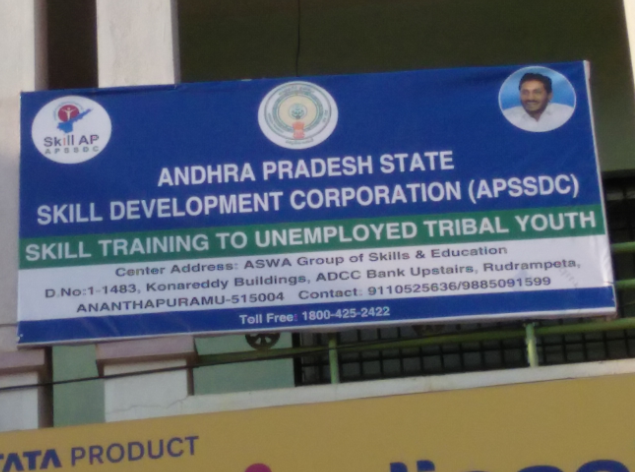 Skill AP
APSSDC
ANDHRA PRADESH STATE
SKILL DEVELOPMENT CORPORATION (APSSDC)
SKILL TRAINING TO UNEMPLOYED TRIBAL YOUTH
Center Address: ASWA Group of Skills & Education
D.No:1-1483, Konareddy Buildings, ADCC Bank Upstairs, Rudrampeta,
ANANTHAPURAMU-515004 Contact: 9110525636/9885091599
Toll Free: 1800-425-2422
TATA PRODUCT